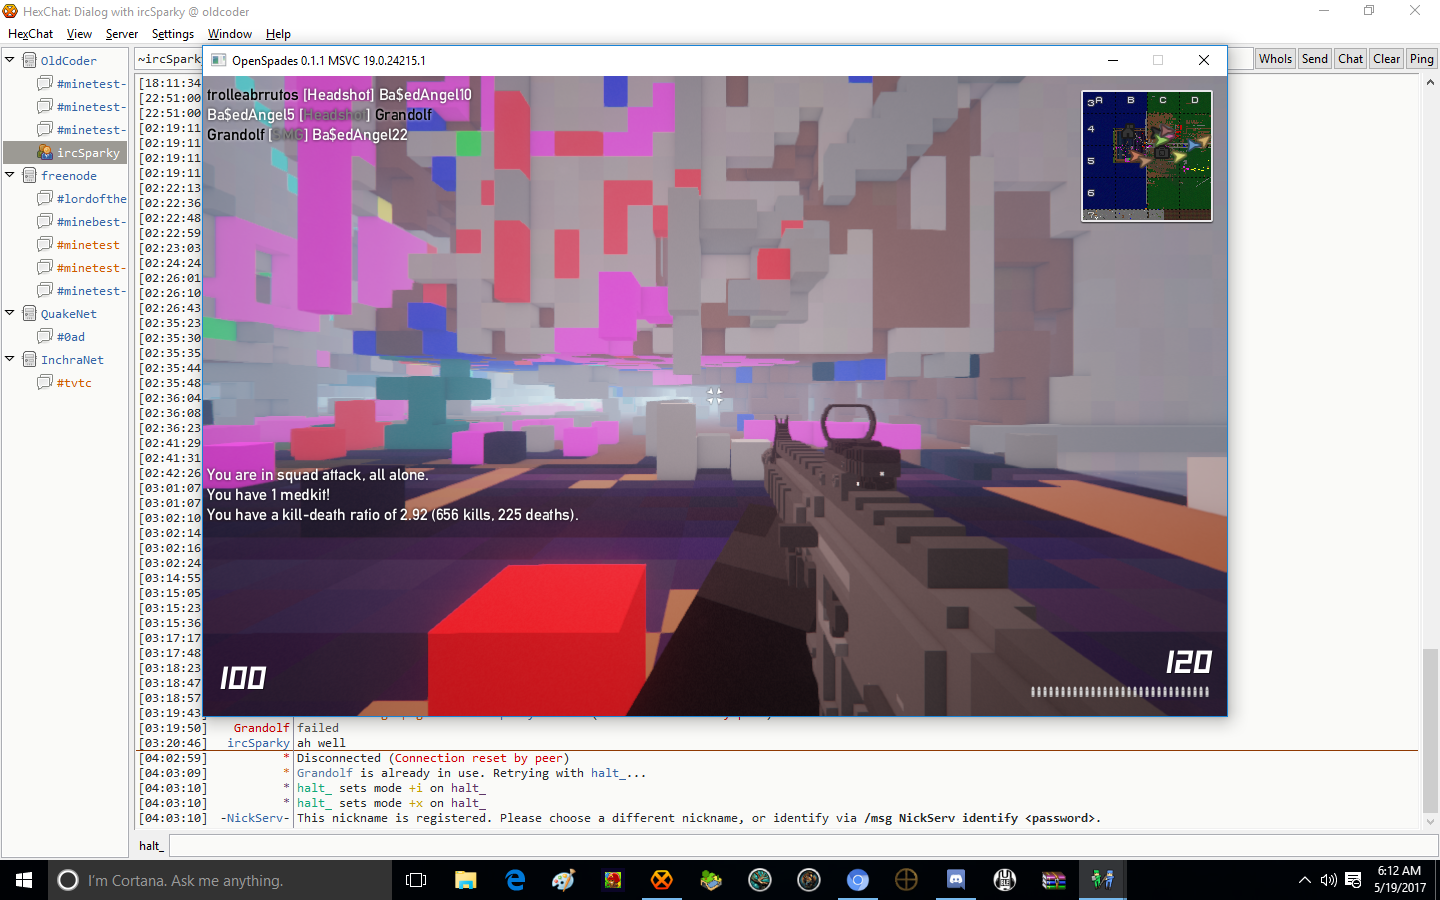 HexChat: Dialog with ircSparky @ oldcoder
HexChat View Server Settings Window Help
OldCoder
#minetest-
#minetest-
#minetest-
ircSparky
freenode
#lordofthe
#minebest-
#minetest
#minetest-
#minetest-
QuakeNet
#0ad
InchraNet
#tvtc
~ircSpark
WhoIs Send Chat Clear Ping
OpenSpades 0.1.1 MSVC 19.0.24215.1
trolleabrrutos [Headshot] Ba$edAngel10
Ba$edAngel5 [Headshot] Grandolf
Grandolf [SMG] Ba$edAngel22
A B C D
3
4
5
6
7
You are in squad attack, all alone.
You have 1 medkit!
You have a kill-death ratio of 2.92 (656 kills, 225 deaths).
100
120
[18:11:34
[22:51:00
[22:51:00
[02:19:11
[02:19:11
[02:19:11
[02:19:11
[02:22:13
[02:22:36
[02:22:48
[02:22:59
[02:23:03
[02:24:24
[02:26:01
[02:26:10
[02:26:43
[02:35:23
[02:35:30
[02:35:35
[02:35:44
[02:35:48
[02:36:04
[02:36:08
[02:36:23
[02:41:29
[02:41:31
[02:42:26
[03:01:07
[03:01:07
[03:02:10
[03:02:14
[03:02:16
[03:02:24
[03:14:55
[03:15:05
[03:15:23
[03:15:36
[03:17:17
[03:17:48
[03:18:23
[03:18:47
[03:18:57
[03:19:43
[03:19:50] Grandolf failed
[03:20:46] ircSparky ah well
[04:02:59] * Disconnected (Connection reset by peer)
[04:03:09] * Grandolf is already in use. Retrying with halt_...
[04:03:10] * halt_ sets mode +i on halt_
[04:03:10] * halt_ sets mode +x on halt_
[04:03:10] -NickServ- This nickname is registered. Please choose a different nickname, or identify via /msg NickServ identify <password>.
halt_
I'm Cortana. Ask me anything.
6:12 AM
5/19/2017